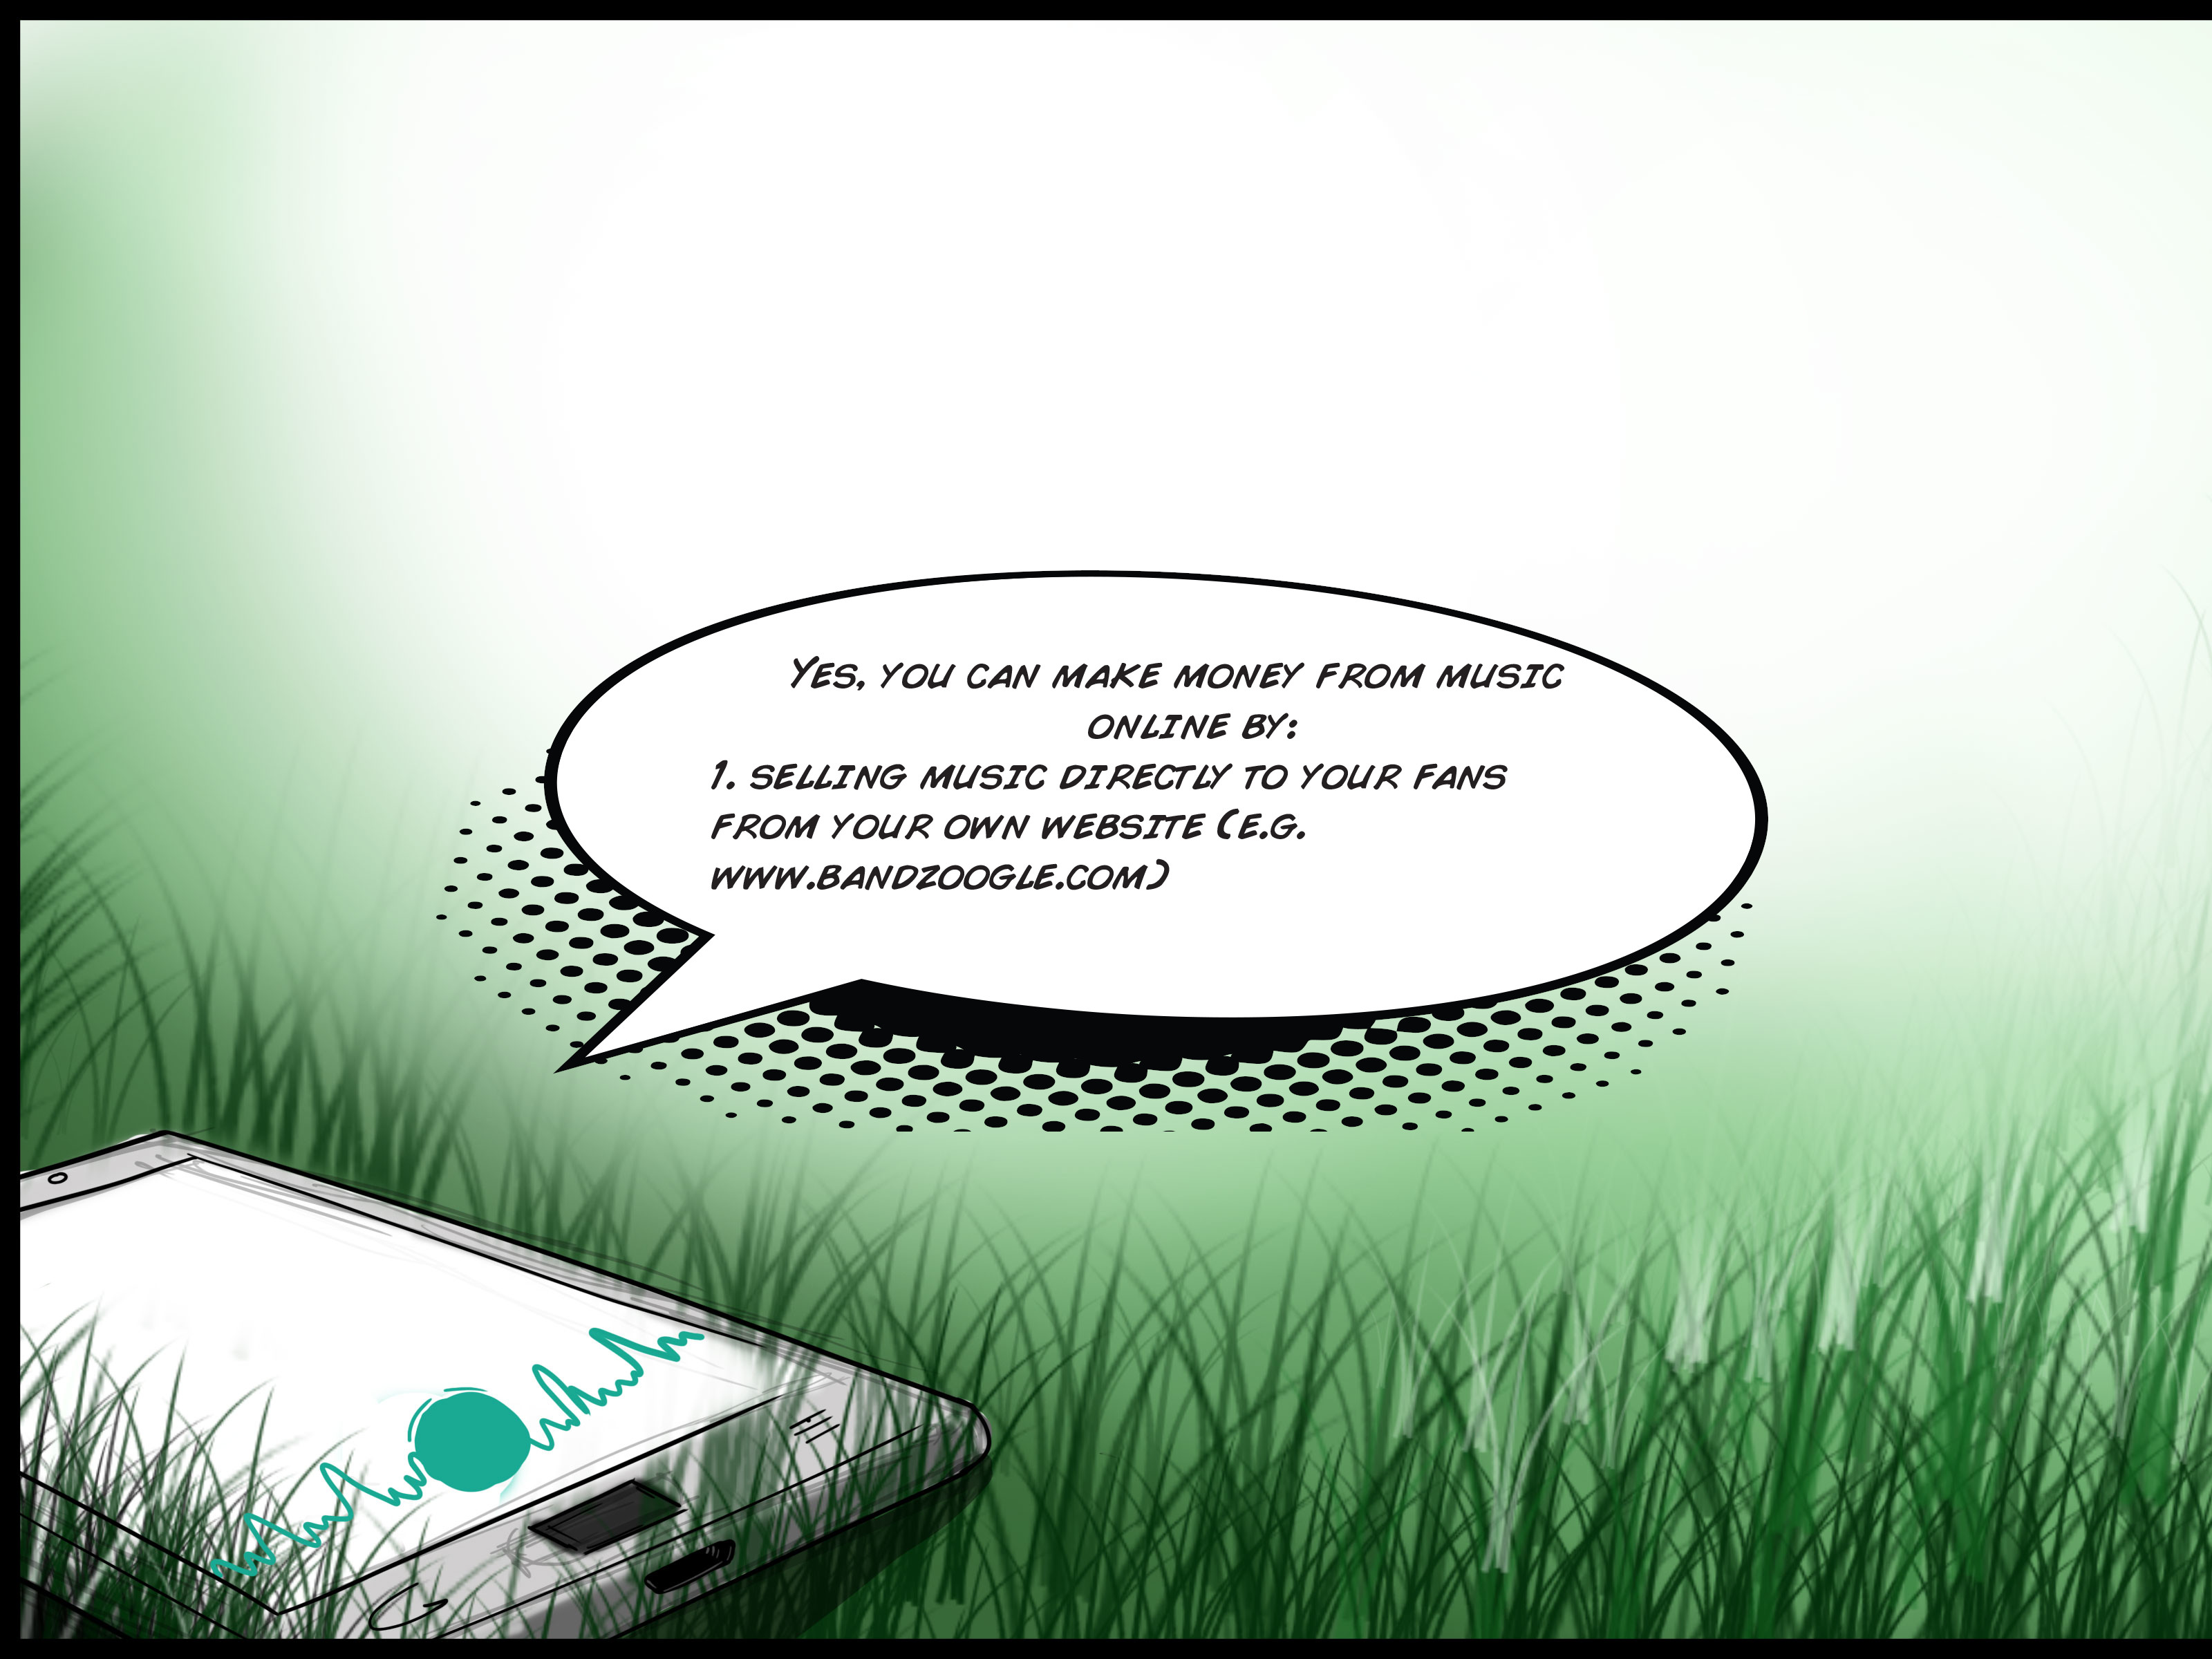 Yes, you can make money from music
online by:
1. selling music directly to your fans
from your own website (e.g.
www.bandzoogle.com)